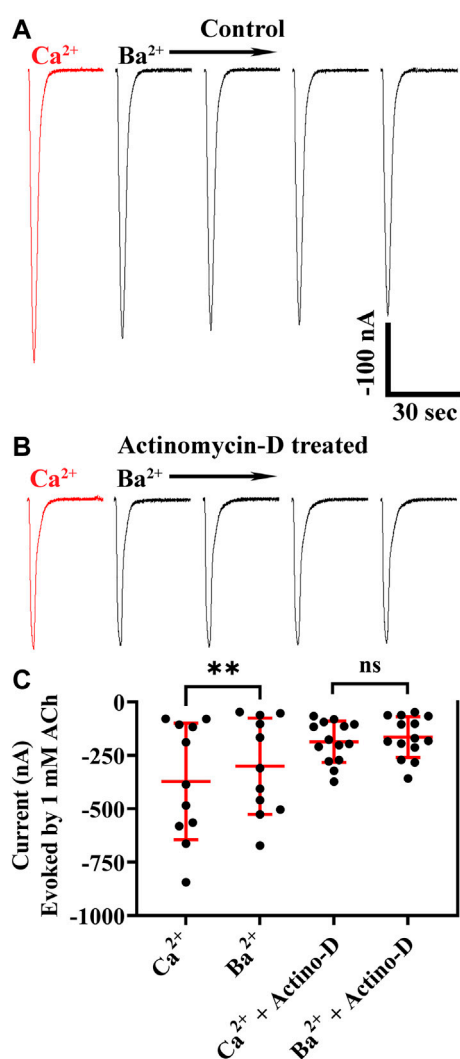 A
Control
Ca²⁺
Ba²⁺
-100 nA
30 sec
B
Actinomycin-D treated
Ca²⁺
Ba²⁺
C
**
ns
Current (nA)
Evoked by 1 mM ACh
0
-250
-500
-750
-1000
Ca²⁺
Ba²⁺
Ca²⁺ + Actino-D
Ba²⁺ + Actino-D